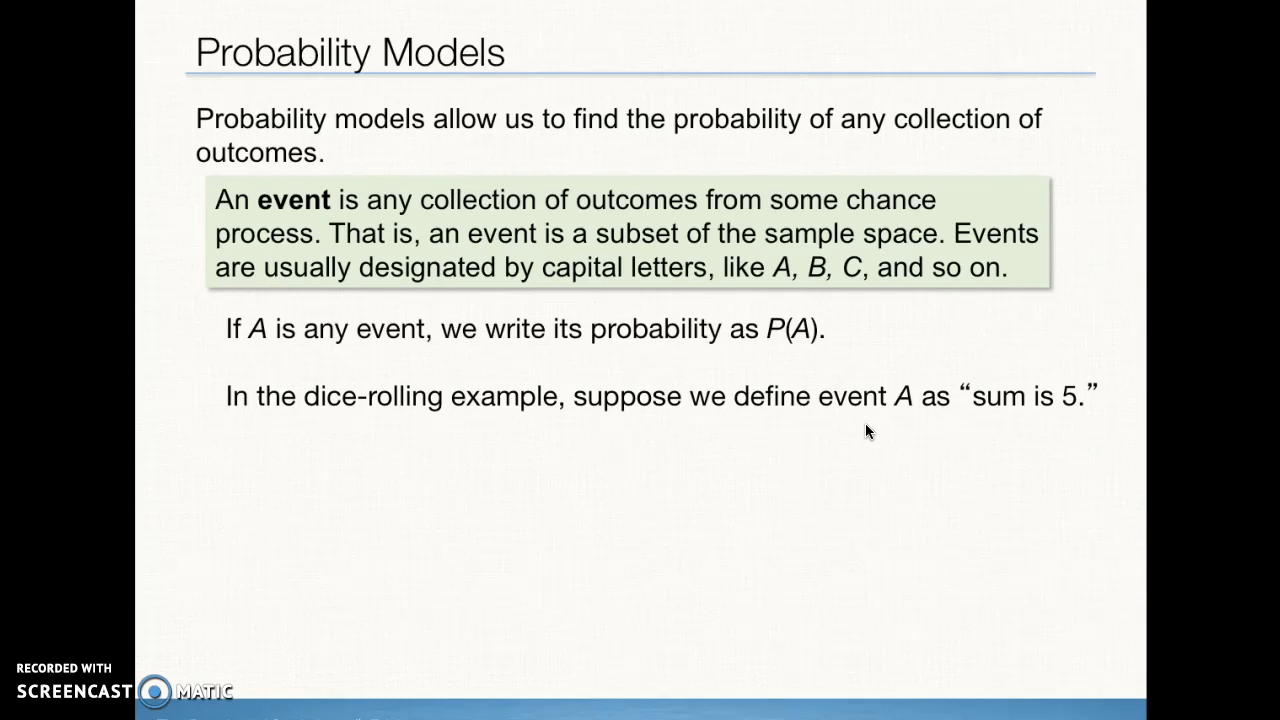 Probability Models
Probability models allow us to find the probability of any collection of
outcomes.
An event is any collection of outcomes from some chance
process. That is, an event is a subset of the sample space. Events
are usually designated by capital letters, like A, B, C, and so on.
If A is any event, we write its probability as P(A).
In the dice-rolling example, suppose we define event A as “sum is 5.”
RECORDED WITH
SCREENCAST MATIC